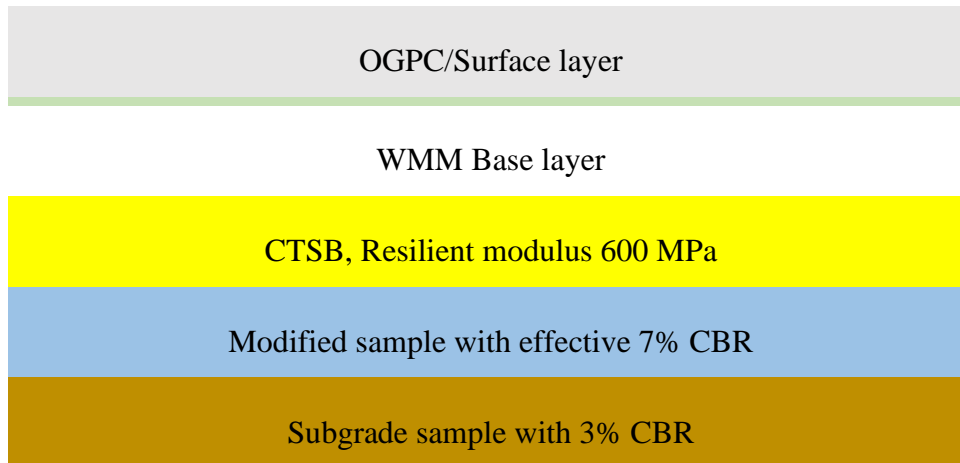 OGPC/Surface layer
WMM Base layer
CTSB, Resilient modulus 600 MPa
Modified sample with effective 7% CBR
Subgrade sample with 3% CBR